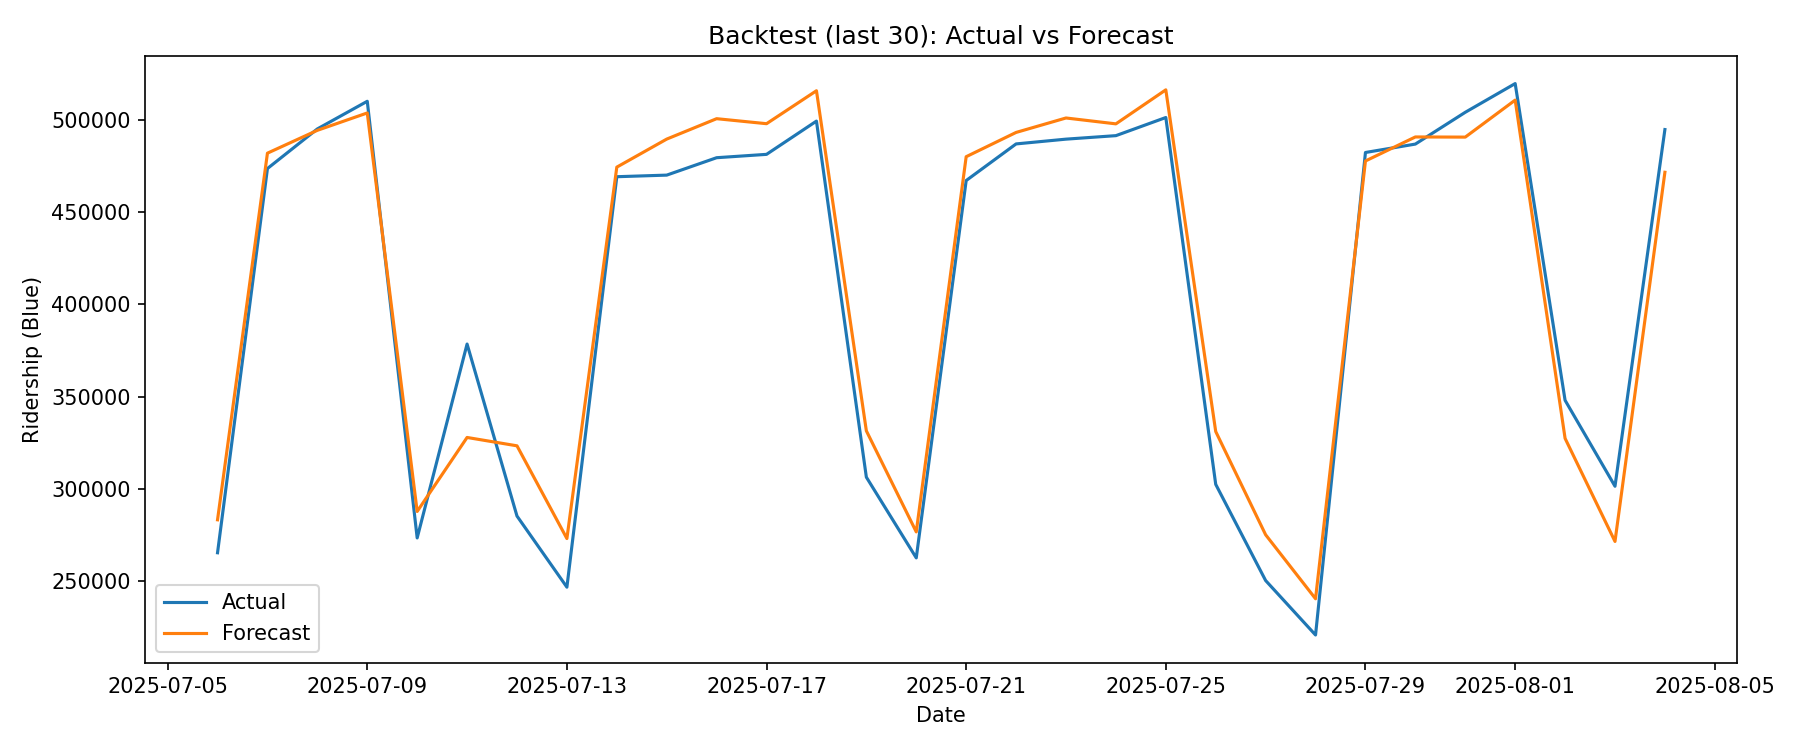 Backtest (last 30): Actual vs Forecast
Ridership (Blue)
500000
450000
400000
350000
300000
250000
Actual
Forecast
2025-07-05 2025-07-09 2025-07-13 2025-07-17 2025-07-21 2025-07-25 2025-07-29 2025-08-01 2025-08-05
Date